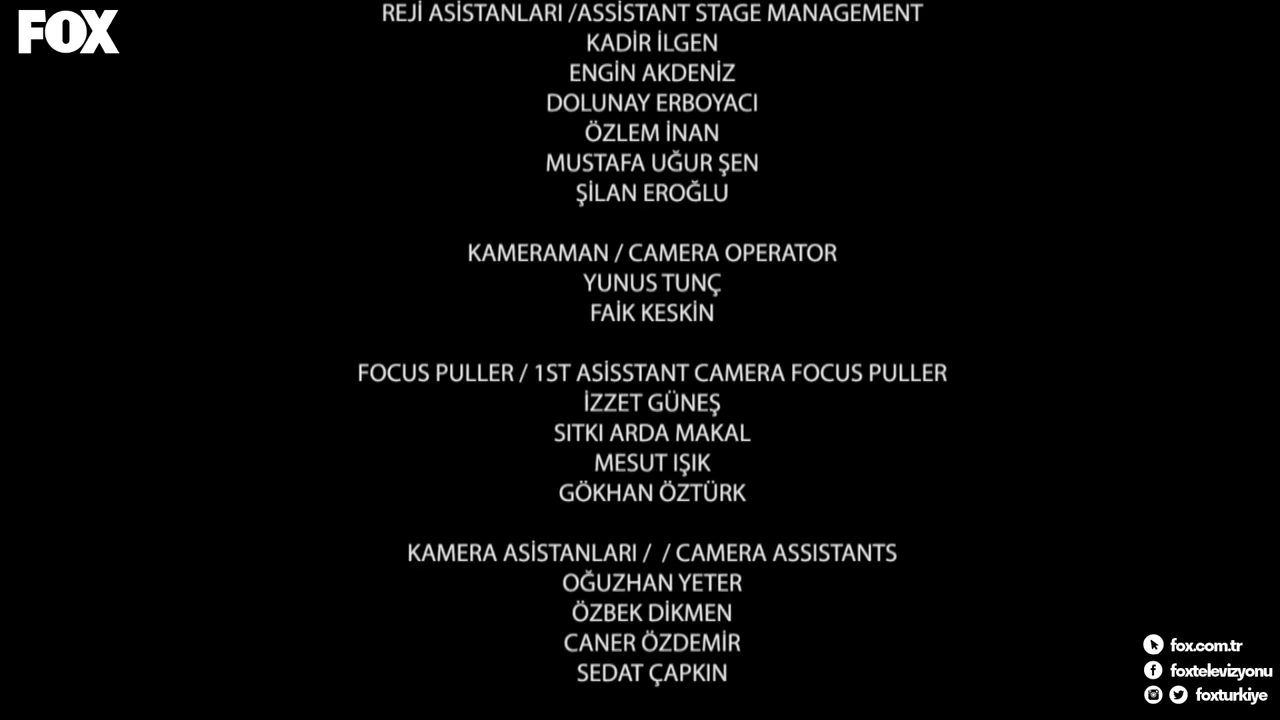 FOX
REJİ ASİSTANLARI /ASSİSTANT STAGE MANAGEMENT
KADİR İLGEN
ENGİN AKDENİZ
DOLUNAY ERBOYACI
ÖZLEM İNAN
MUSTAFA UĞUR ŞEN
ŞİLAN EROĞLU
KAMERAMAN / CAMERA OPERATOR
YUNUS TUNÇ
FAİK KESKİN
FOCUS PULLER / 1ST ASİSSTANT CAMERA FOCUS PULLER
İZZET GÜNEŞ
SITKI ARDA MAKAL
MESUT IŞIK
GÖKHAN ÖZTÜRK
KAMERA ASİSTANLARI /  / CAMERA ASSISTANTS
OĞUZHAN YETER
ÖZBEK DİKMEN
CANER ÖZDEMİR
SEDAT ÇAPKIN
fox.com.tr
foxtelevizyonu
foxturkiye